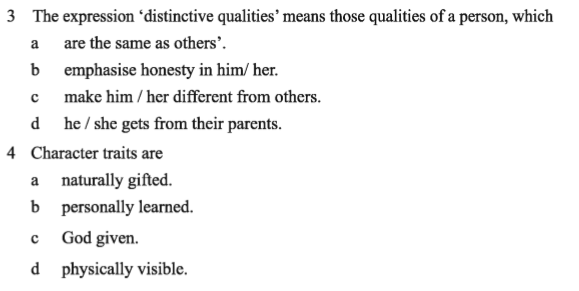 3 The expression ‘distinctive qualities’ means those qualities of a person, which
a are the same as others’.
b emphasise honesty in him/ her.
c make him / her different from others.
d he / she gets from their parents.
4 Character traits are
a naturally gifted.
b personally learned.
c God given.
d physically visible.